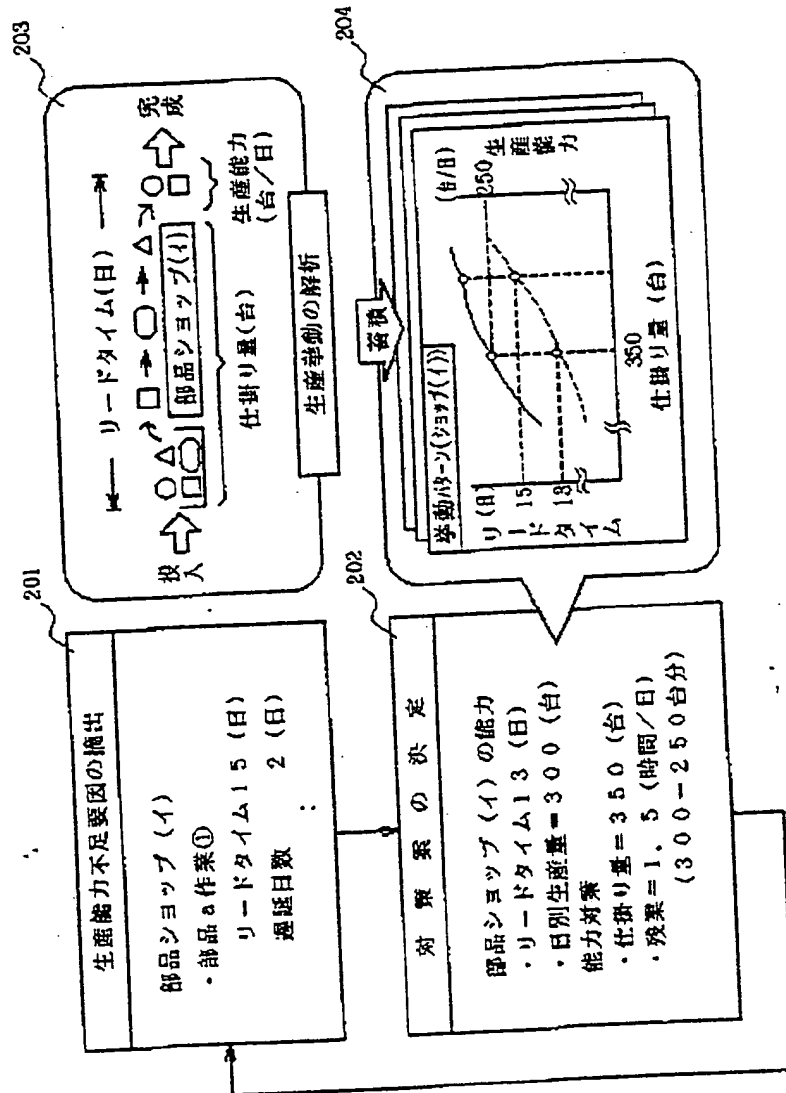 201
生産能力不足要因の摘出
部品ショップ (イ)
・部品a作業①
リードタイム15 (日)
遅延日数 : 2 (日)
202
対策案の決定
部品ショップ (イ) の能力
・リードタイム13 (日)
・日別生産量=300 (台)
能力対策
・仕掛り量=350 (台)
・残業=1.5 (時間/日)
(300-250台分)
203
リードタイム(日)
投入
部品ショップ(イ)
完成
仕掛り量(台)
生産能力
(台/日)
生産挙動の解析
蓄積
204
挙動パターン(ショップ(イ))
リードタイム
(日)
15
13
(台/日)
250
生産能力
350
仕掛り量 (台)